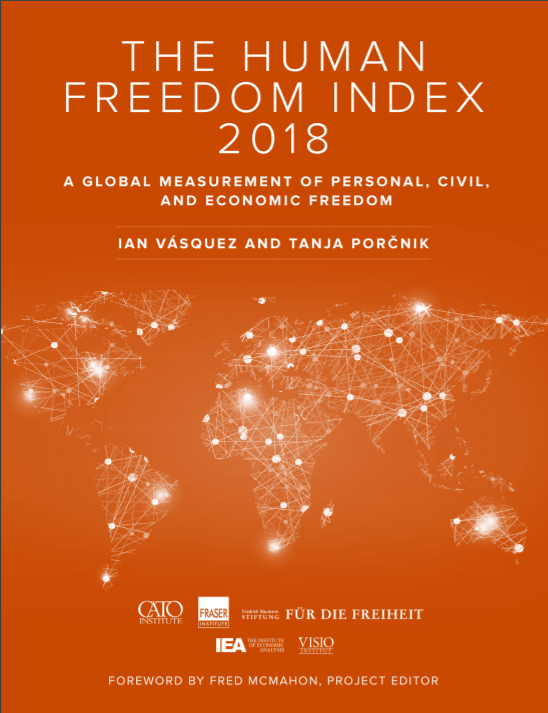 THE HUMAN
FREEDOM INDEX
2018
A GLOBAL MEASUREMENT OF PERSONAL, CIVIL,
AND ECONOMIC FREEDOM
IAN VÁSQUEZ AND TANJA PORČNIK
CATO
INSTITUTE
FRASER
INSTITUTE
Friedrich Naumann
STIFTUNG FÜR DIE FREIHEIT
IEA THE INSTITUTE
OF ECONOMIC
ANALYSIS
VISIO
INSTITUT
FOREWORD BY FRED MCMAHON, PROJECT EDITOR